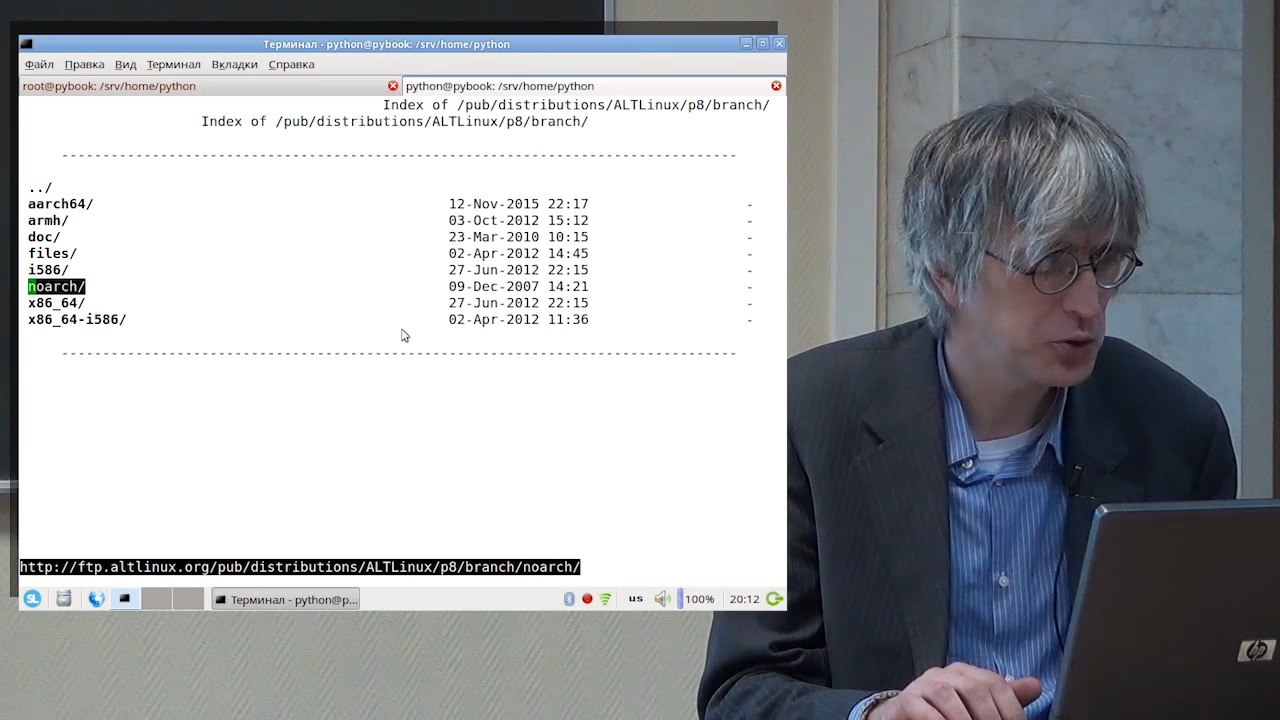 Терминал - python@pybook: /srv/home/python
Файл Правка Вид Терминал Вкладки Справка
root@pybook: /srv/home/python python@pybook: /srv/home/python
Index of /pub/distributions/ALTLinux/p8/branch/
Index of /pub/distributions/ALTLinux/p8/branch/
--------------------------------------------------------------------------------
../
aarch64/ 12-Nov-2015 22:17 -
armh/ 03-Oct-2012 15:12 -
doc/ 23-Mar-2010 10:15 -
files/ 02-Apr-2012 14:45 -
i586/ 27-Jun-2012 22:15 -
noarch/ 09-Dec-2007 14:21 -
x86_64/ 27-Jun-2012 22:15 -
x86_64-i586/ 02-Apr-2012 11:36 -
--------------------------------------------------------------------------------
http://ftp.altlinux.org/pub/distributions/ALTLinux/p8/branch/noarch/
SL Терминал - python@p... us 100% 20:12
hp